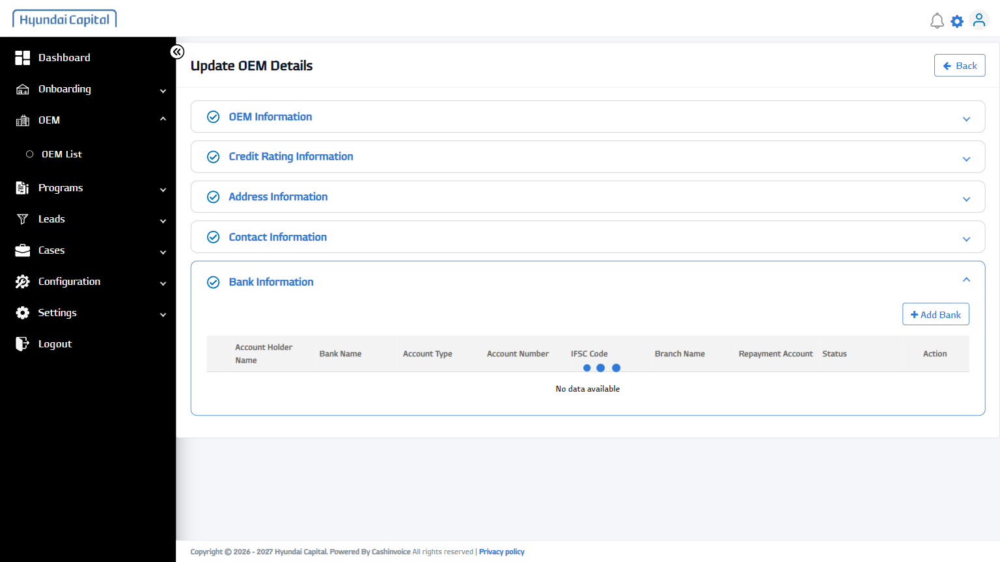 Hyundai Capital
Dashboard
Onboarding
OEM
OEM List
Programs
Leads
Cases
Configuration
Settings
Logout
Update OEM Details
Back
OEM Information
Credit Rating Information
Address Information
Contact Information
Bank Information
Add Bank
Account Holder Name Bank Name Account Type Account Number IFSC Code Branch Name Repayment Account Status Action
No data available
Copyright © 2026 - 2027 Hyundai Capital. Powered By Cashinvoice All rights reserved | Privacy policy